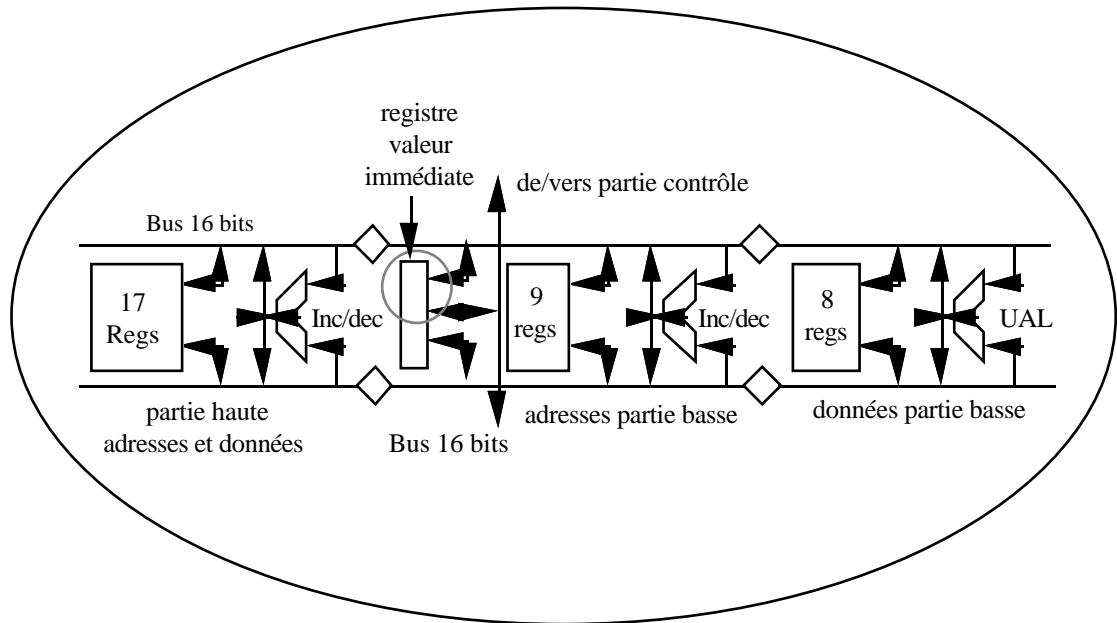 registre
valeur
immédiate
de/vers partie contrôle
Bus 16 bits
17
Regs
Inc/dec
9
regs
Inc/dec
8
regs
UAL
partie haute
adresses et données
Bus 16 bits
adresses partie basse
données partie basse